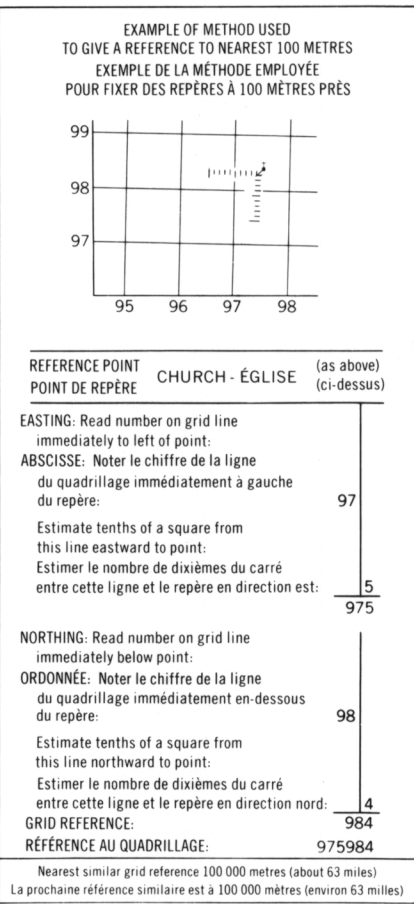 EXAMPLE OF METHOD USED
TO GIVE A REFERENCE TO NEAREST 100 METRES
EXEMPLE DE LA MÉTHODE EMPLOYÉE
POUR FIXER DES REPÈRES À 100 MÈTRES PRÈS
99
98
97
95 96 97 98
REFERENCE POINT
POINT DE REPÈRE
CHURCH - ÉGLISE
(as above)
(ci-dessus)
EASTING: Read number on grid line
immediately to left of point:
ABSCISSE: Noter le chiffre de la ligne
du quadrillage immédiatement à gauche
du repère: 97
Estimate tenths of a square from
this line eastward to point:
Estimer le nombre de dixièmes du carré
entre cette ligne et le repère en direction est: 5
975
NORTHING: Read number on grid line
immediately below point:
ORDONNÉE: Noter le chiffre de la ligne
du quadrillage immédiatement en-dessous
du repère: 98
Estimate tenths of a square from
this line northward to point:
Estimer le nombre de dixièmes du carré
entre cette ligne et le repère en direction nord: 4
GRID REFERENCE: 984
RÉFÉRENCE AU QUADRILLAGE: 975984
Nearest similar grid reference 100 000 metres (about 63 miles)
La prochaine référence similaire est à 100 000 mètres (environ 63 milles)